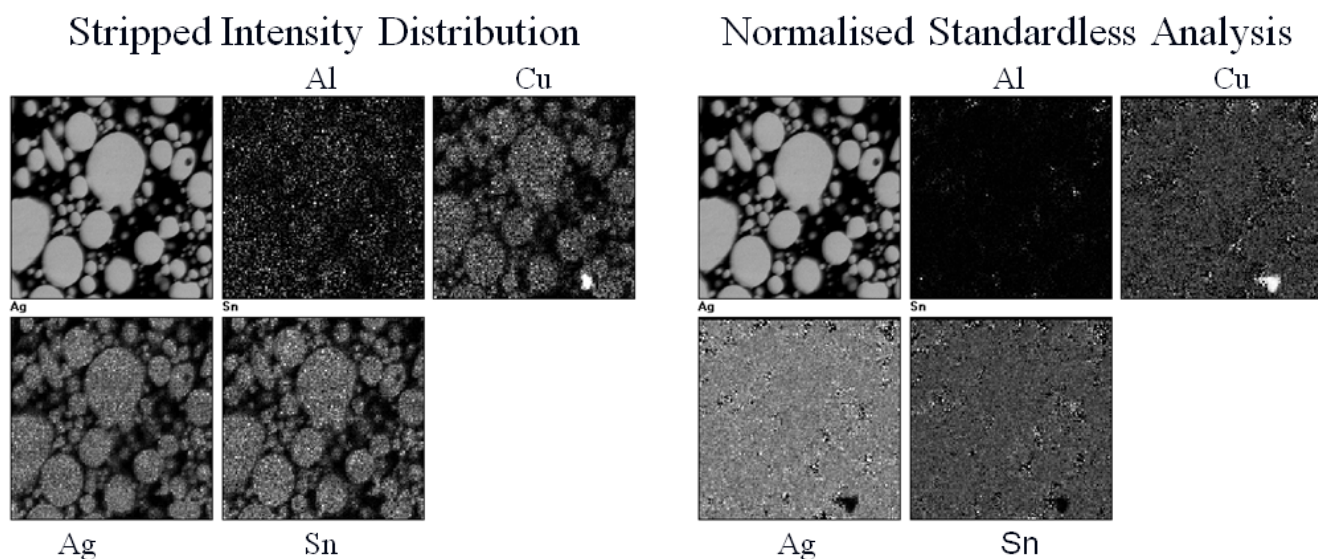 Stripped Intensity Distribution
Al Cu
Ag Sn
Ag Sn
Normalised Standardless Analysis
Al Cu
Ag Sn
Ag Sn